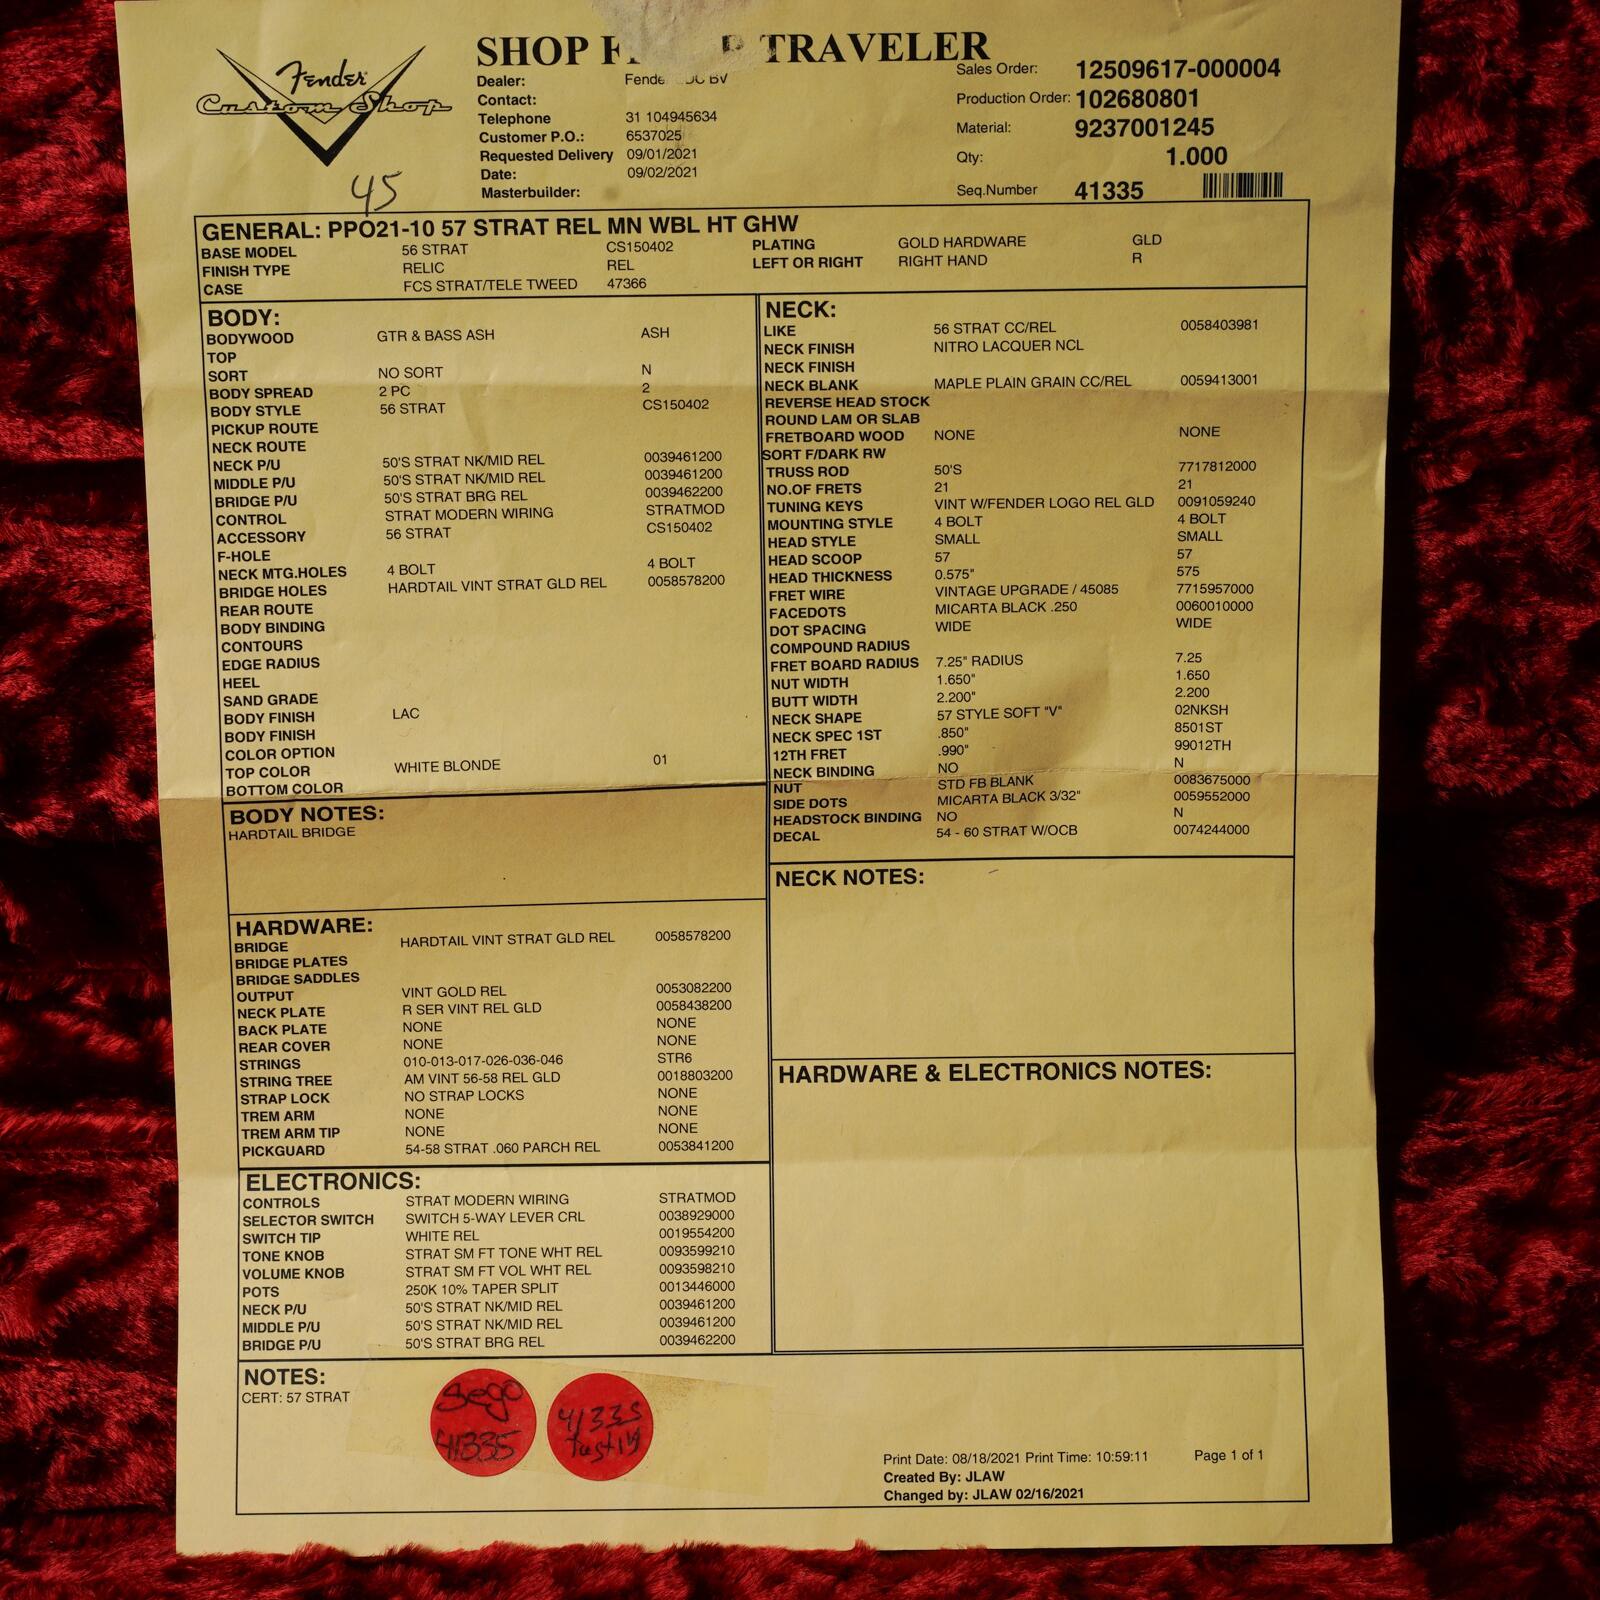 Fender
Custom Shop
SHOP TRAVELER
Dealer: BV
Contact:
Telephone 31 104945634
Customer P.O.: 6537025
Requested Delivery 09/01/2021
Date: 09/02/2021
Masterbuilder:
Sales Order: 12509617-000004
Production Order: 102680801
Material: 9237001245
Qty: 1.000
Seq.Number 41335
45
GENERAL: PPO21-10 57 STRAT REL MN WBL HT GHW
BASE MODEL 56 STRAT CS150402 PLATING GOLD HARDWARE GLD
FINISH TYPE RELIC REL LEFT OR RIGHT RIGHT HAND R
CASE FCS STRAT/TELE TWEED 47366
BODY:
BODYWOOD GTR & BASS ASH ASH
TOP
SORT NO SORT N
BODY SPREAD 2 PC 2
BODY STYLE 56 STRAT CS150402
PICKUP ROUTE
NECK ROUTE
NECK P/U 50'S STRAT NK/MID REL 0039461200
MIDDLE P/U 50'S STRAT NK/MID REL 0039461200
BRIDGE P/U 50'S STRAT BRG REL 0039462200
CONTROL STRAT MODERN WIRING STRATMOD
ACCESSORY 56 STRAT CS150402
F-HOLE
NECK MTG.HOLES 4 BOLT 4 BOLT
BRIDGE HOLES HARDTAIL VINT STRAT GLD REL 0058578200
REAR ROUTE
BODY BINDING
CONTOURS
EDGE RADIUS
HEEL
SAND GRADE
BODY FINISH LAC
BODY FINISH
COLOR OPTION
TOP COLOR WHITE BLONDE 01
BOTTOM COLOR
BODY NOTES:
HARDTAIL BRIDGE
HARDWARE:
BRIDGE HARDTAIL VINT STRAT GLD REL 0058578200
BRIDGE PLATES
BRIDGE SADDLES
OUTPUT VINT GOLD REL 0053082200
NECK PLATE R SER VINT REL GLD 0058438200
BACK PLATE NONE NONE
REAR COVER NONE NONE
STRINGS 010-013-017-026-036-046 STR6
STRING TREE AM VINT 56-58 REL GLD 0018803200
STRAP LOCK NO STRAP LOCKS NONE
TREM ARM NONE NONE
TREM ARM TIP NONE NONE
PICKGUARD 54-58 STRAT .060 PARCH REL 0053841200
ELECTRONICS:
CONTROLS STRAT MODERN WIRING STRATMOD
SELECTOR SWITCH SWITCH 5-WAY LEVER CRL 0038929000
SWITCH TIP WHITE REL 0019554200
TONE KNOB STRAT SM FT TONE WHT REL 0093599210
VOLUME KNOB STRAT SM FT VOL WHT REL 0093598210
POTS 250K 10% TAPER SPLIT 0013446000
NECK P/U 50'S STRAT NK/MID REL 0039461200
MIDDLE P/U 50'S STRAT NK/MID REL 0039461200
BRIDGE P/U 50'S STRAT BRG REL 0039462200
NECK:
LIKE 56 STRAT CC/REL 0058403981
NECK FINISH NITRO LACQUER NCL
NECK FINISH
NECK BLANK MAPLE PLAIN GRAIN CC/REL 0059413001
REVERSE HEAD STOCK
ROUND LAM OR SLAB
FRETBOARD WOOD NONE NONE
SORT F/DARK RW
TRUSS ROD 50'S 7717812000
NO.OF FRETS 21 21
TUNING KEYS VINT W/FENDER LOGO REL GLD 0091059240
MOUNTING STYLE 4 BOLT 4 BOLT
HEAD STYLE SMALL SMALL
HEAD SCOOP 57 57
HEAD THICKNESS 0.575" 575
FRET WIRE VINTAGE UPGRADE / 45085 7715957000
FACEDOTS MICARTA BLACK .250 0060010000
DOT SPACING WIDE WIDE
COMPOUND RADIUS
FRET BOARD RADIUS 7.25" RADIUS 7.25
NUT WIDTH 1.650" 1.650
BUTT WIDTH 2.200" 2.200
NECK SHAPE 57 STYLE SOFT "V" 02NKSH
NECK SPEC 1ST .850" 8501ST
12TH FRET .990" 99012TH
NECK BINDING NO N
NUT STD FB BLANK 0083675000
SIDE DOTS MICARTA BLACK 3/32" 0059552000
HEADSTOCK BINDING NO N
DECAL 54 - 60 STRAT W/OCB 0074244000
NECK NOTES:
HARDWARE & ELECTRONICS NOTES:
NOTES:
CERT: 57 STRAT
Sego
41335
41335
Print Date: 08/18/2021 Print Time: 10:59:11 Page 1 of 1
Created By: JLAW
Changed by: JLAW 02/16/2021